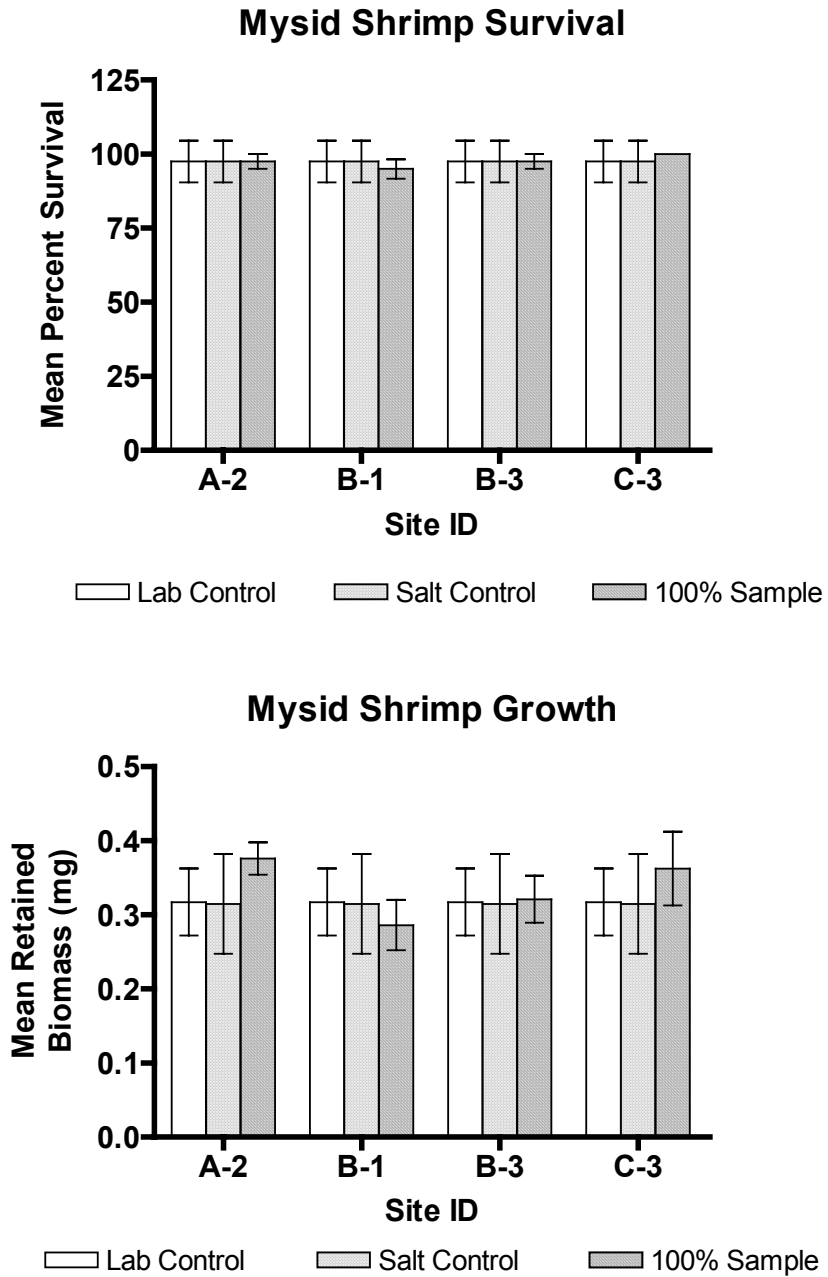 Mysid Shrimp Survival
125
100
75
50
25
0
Mean Percent Survival
A-2 B-1 B-3 C-3
Site ID
Lab Control Salt Control 100% Sample
Mysid Shrimp Growth
0.5
0.4
0.3
0.2
0.1
0.0
Mean Retained
Biomass (mg)
A-2 B-1 B-3 C-3
Site ID
Lab Control Salt Control 100% Sample